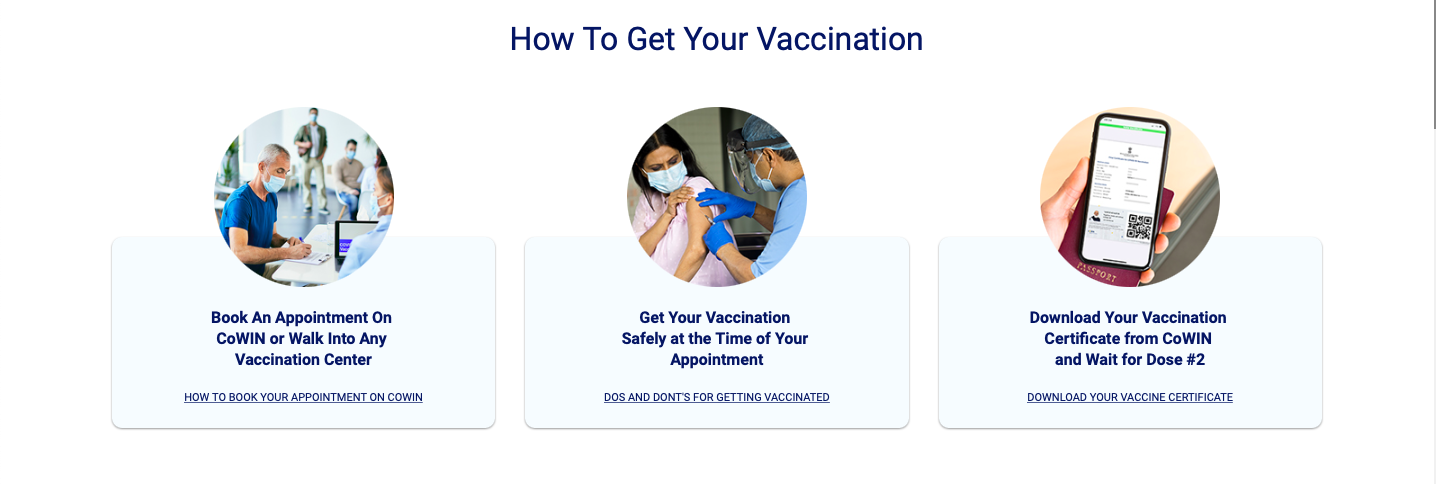 How To Get Your Vaccination
Book An Appointment On
CoWIN or Walk Into Any
Vaccination Center
HOW TO BOOK YOUR APPOINTMENT ON COWIN
Get Your Vaccination
Safely at the Time of Your
Appointment
DOS AND DONT'S FOR GETTING VACCINATED
PASSPORT
Download Your Vaccination
Certificate from CoWIN
and Wait for Dose #2
DOWNLOAD YOUR VACCINE CERTIFICATE